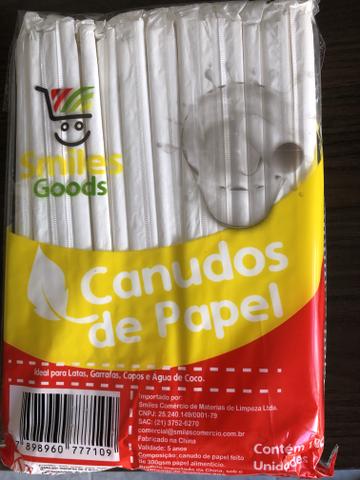 Smiles
Goods
Canudos
de Papel
Ideal para Latas, Garrafas, Copos e Água de Coco.
Importado por:
Smiles Comércio de Materias de Limpeza Ltda.
CNPJ: 25.240.149/0001-79
SAC: (21) 3752-6270
comercial@smilescomercio.com.br
Fabricado na China
Validade: 5 anos
Composição: canudo de papel feito
de 300gsm papel alimentício.
Contém
Unidades
7 898960 777109